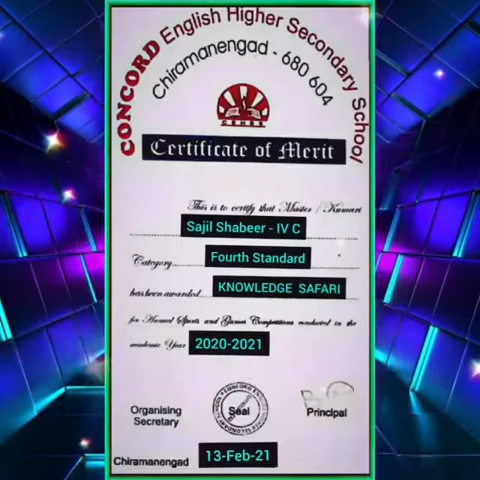 CONCORD English Higher Secondary School
Chiramanengad - 680 604
CEHSS
Certificate of Merit
This is to certify that Master / Kumari
Sajil Shabeer - IV C
Category
Fourth Standard
has been awarded
KNOWLEDGE SAFARI
for Annual Sports and Games Competitions conducted in the
academic Year
2020-2021
Organising
Secretary
Seal
Principal
Chiramanengad
13-Feb-21